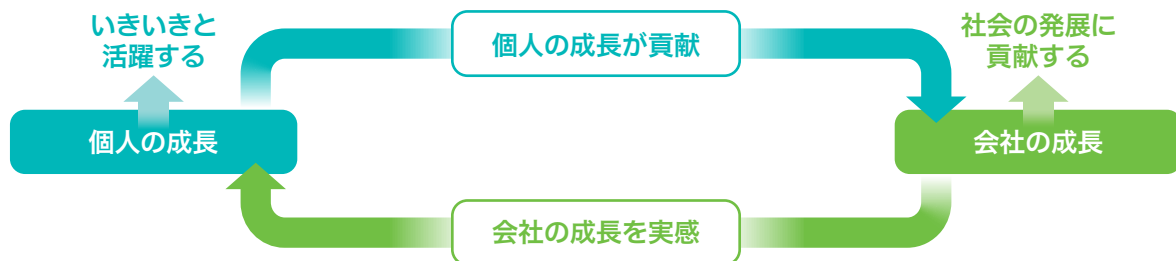 いきいきと
活躍する
個人の成長が貢献
社会の発展に
貢献する
個人の成長
会社の成長
会社の成長を実感